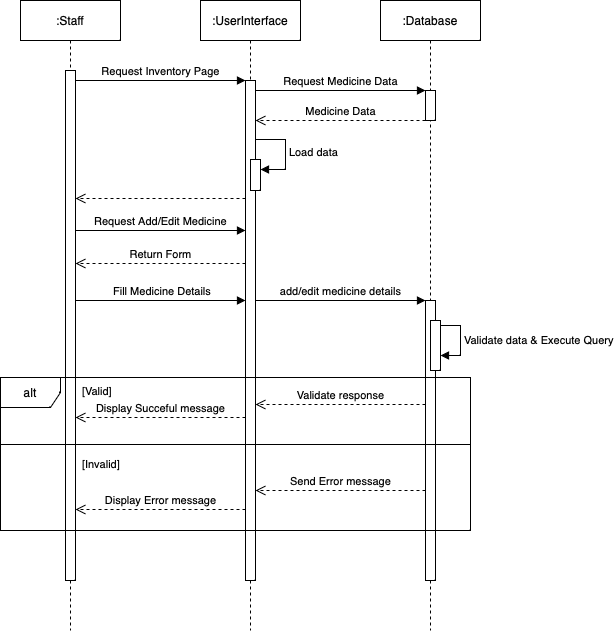 :Staff
:UserInterface
:Database
Request Inventory Page
Request Medicine Data
Medicine Data
Load data
Request Add/Edit Medicine
Return Form
Fill Medicine Details
add/edit medicine details
Validate data & Execute Query
alt
[Valid]
Validate response
Display Succeful message
[Invalid]
Send Error message
Display Error message